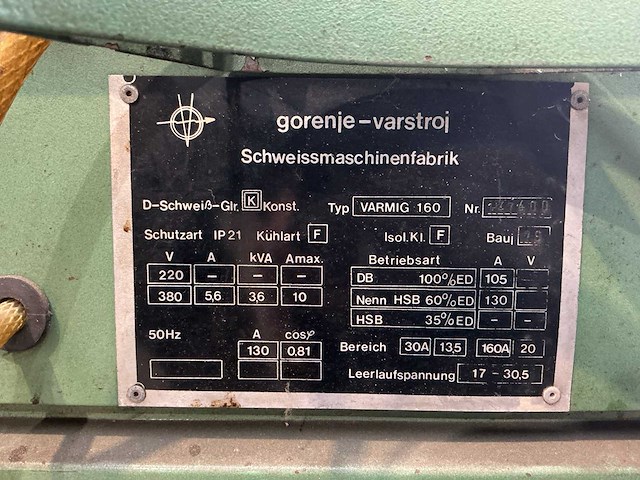 gorenje-varstroj
Schweissmaschinenfabrik
D-Schweiß-Glr. K Konst. Typ VARMIG 160 Nr.
Schutzart IP 21 Kühlart F Isol.Kl. F Bauj
V A kVA Amax. Betriebsart A V
220 – – – DB 100%ED 105
380 5,6 3,6 10 Nenn HSB 60%ED 130
HSB 35%ED – –
50Hz A cosφ
130 0,81 Bereich 30A 13,5 160A 20
Leerlaufspannung 17 - 30,5